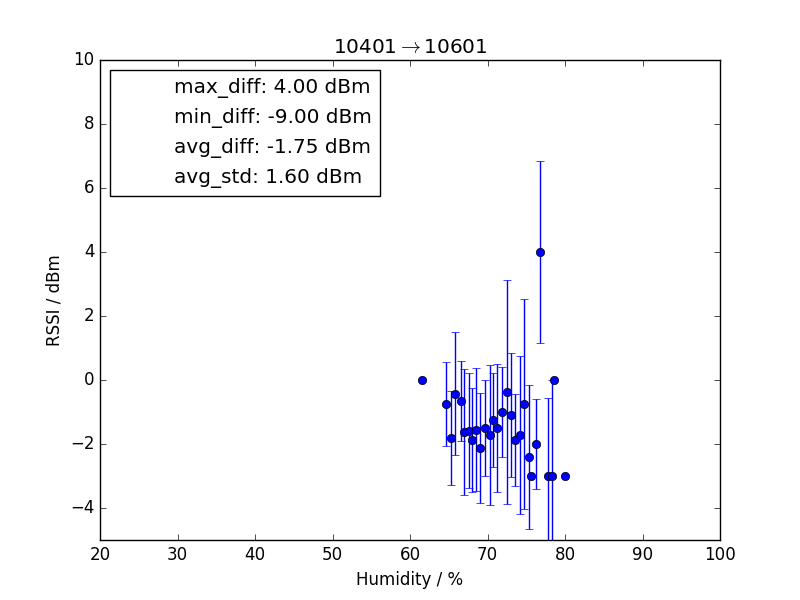 10401→10601
max_diff: 4.00 dBm
min_diff: -9.00 dBm
avg_diff: -1.75 dBm
avg_std: 1.60 dBm
10
8
6
4
2
0
−2
−4
RSSI / dBm
20 30 40 50 60 70 80 90 100
Humidity / %